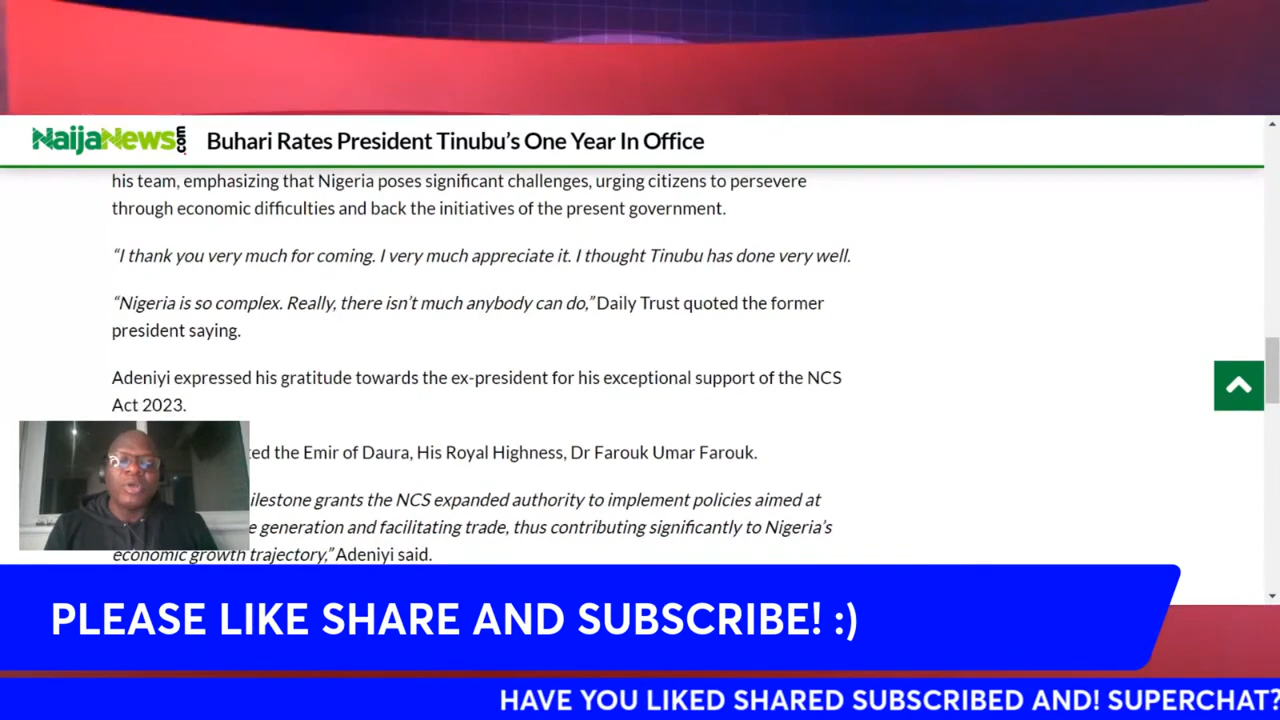 NaijaNews.com
Buhari Rates President Tinubu's One Year In Office
his team, emphasizing that Nigeria poses significant challenges, urging citizens to persevere
through economic difficulties and back the initiatives of the present government.
“I thank you very much for coming. I very much appreciate it. I thought Tinubu has done very well.
“Nigeria is so complex. Really, there isn’t much anybody can do,” Daily Trust quoted the former
president saying.
Adeniyi expressed his gratitude towards the ex-president for his exceptional support of the NCS
Act 2023.
the Emir of Daura, His Royal Highness, Dr Farouk Umar Farouk.
grants the NCS expanded authority to implement policies aimed at
generation and facilitating trade, thus contributing significantly to Nigeria’s
economic growth trajectory,” Adeniyi said.
PLEASE LIKE SHARE AND SUBSCRIBE! :)
HAVE YOU LIKED SHARED SUBSCRIBED AND! SUPERCHAT?